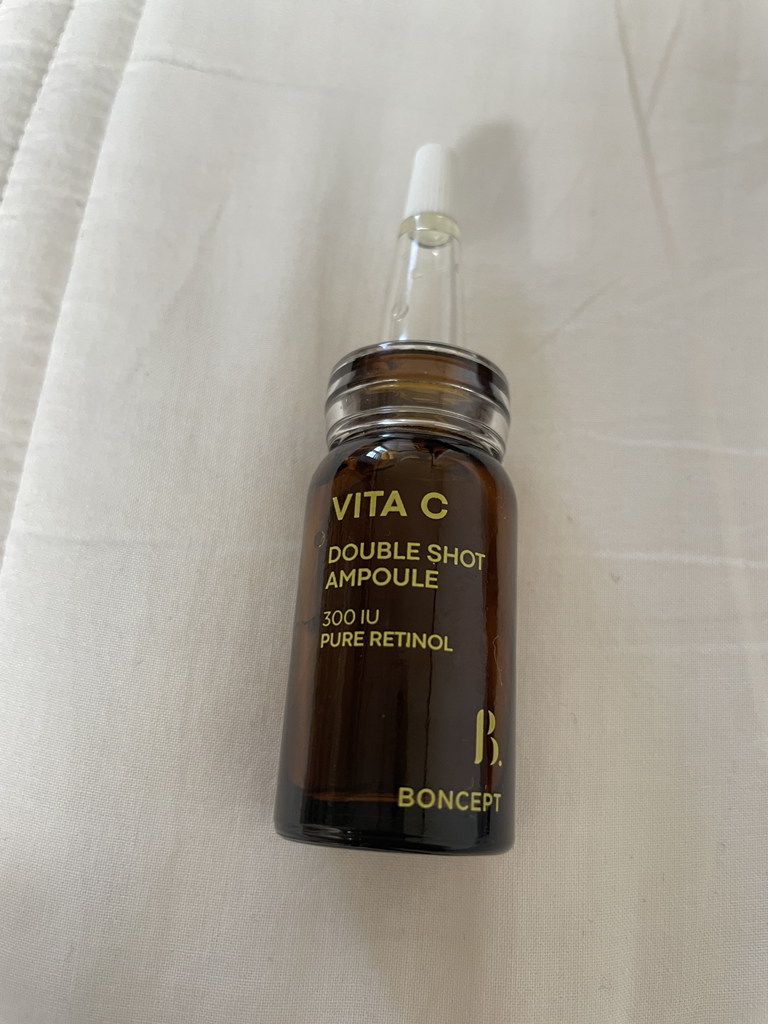 VITA C
DOUBLE SHOT
AMPOULE
300 IU
PURE RETINOL
B.
BONCEPT